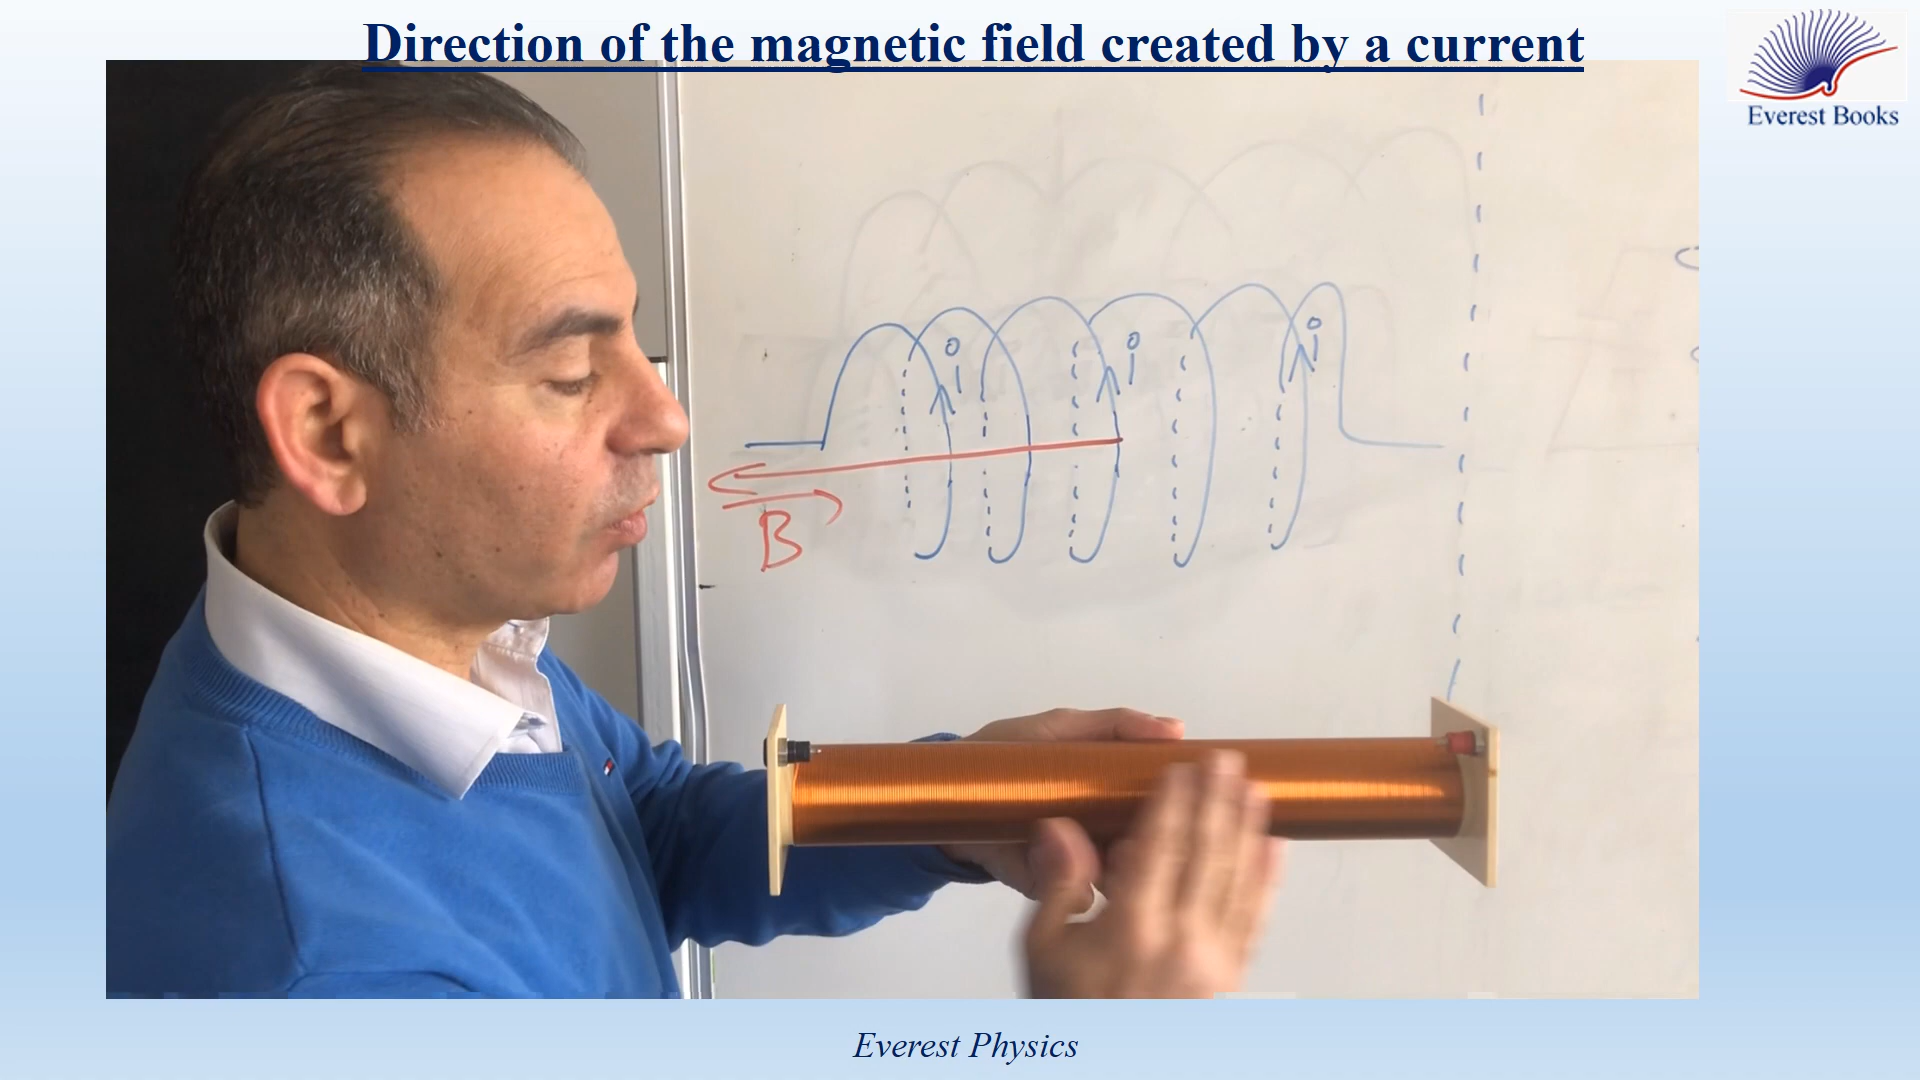 Direction of the magnetic field created by a current
Everest Books
i
i
i
B
Everest Physics